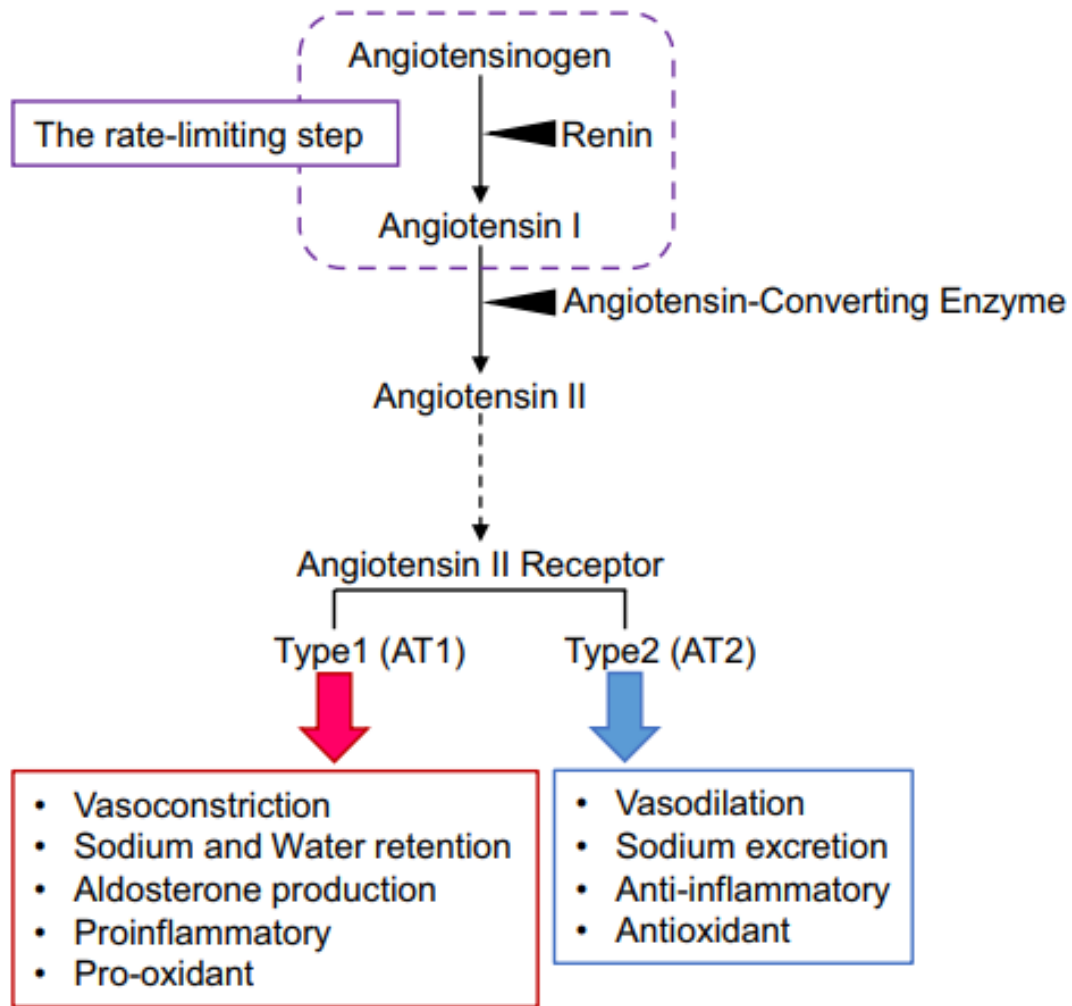 Angiotensinogen
The rate-limiting step
Renin
Angiotensin I
Angiotensin-Converting Enzyme
Angiotensin II
Angiotensin II Receptor
Type1 (AT1)
Type2 (AT2)
• Vasoconstriction
• Sodium and Water retention
• Aldosterone production
• Proinflammatory
• Pro-oxidant
• Vasodilation
• Sodium excretion
• Anti-inflammatory
• Antioxidant